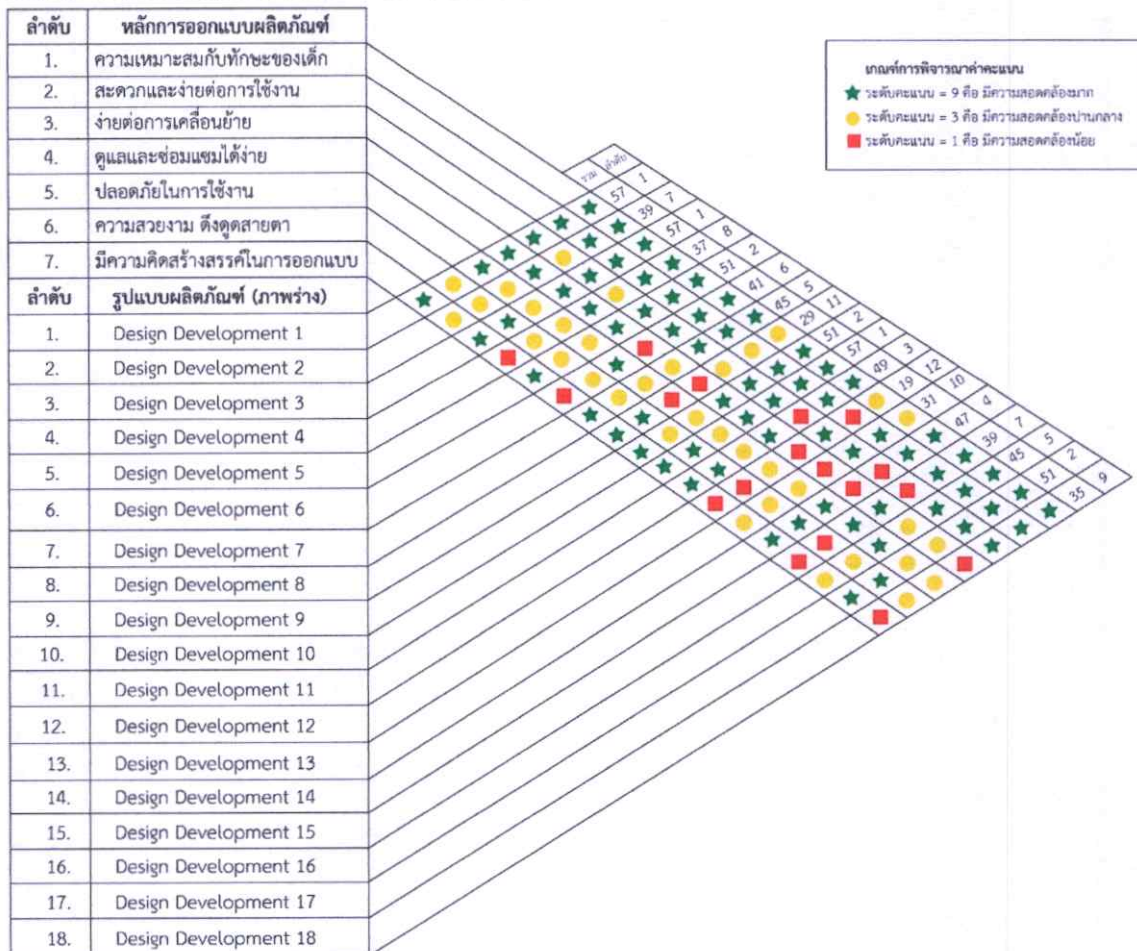 ลำดับ หลักการออกแบบผลิตภัณฑ์
1. ความเหมาะสมกับทักษะของเด็ก
2. สะดวกและง่ายต่อการใช้งาน
3. ง่ายต่อการเคลื่อนย้าย
4. ดูแลและซ่อมแซมได้ง่าย
5. ปลอดภัยในการใช้งาน
6. ความสวยงาม ดึงดูดสายตา
7. มีความคิดสร้างสรรค์ในการออกแบบ
ลำดับ รูปแบบผลิตภัณฑ์ (ภาพร่าง)
1. Design Development 1
2. Design Development 2
3. Design Development 3
4. Design Development 4
5. Design Development 5
6. Design Development 6
7. Design Development 7
8. Design Development 8
9. Design Development 9
10. Design Development 10
11. Design Development 11
12. Design Development 12
13. Design Development 13
14. Design Development 14
15. Design Development 15
16. Design Development 16
17. Design Development 17
18. Design Development 18
เกณฑ์การพิจารณาค่าคะแนน
ระดับคะแนน = 9 คือ มีความสอดคล้องมาก
ระดับคะแนน = 3 คือ มีความสอดคล้องปานกลาง
ระดับคะแนน = 1 คือ มีความสอดคล้องน้อย
รวม ลำดับ
57 1
39 7
57 1
37 8
51 2
41 6
45 5
29 11
51 2
57 1
49 3
19 12
31 10
47 4
39 7
45 5
51 2
35 9